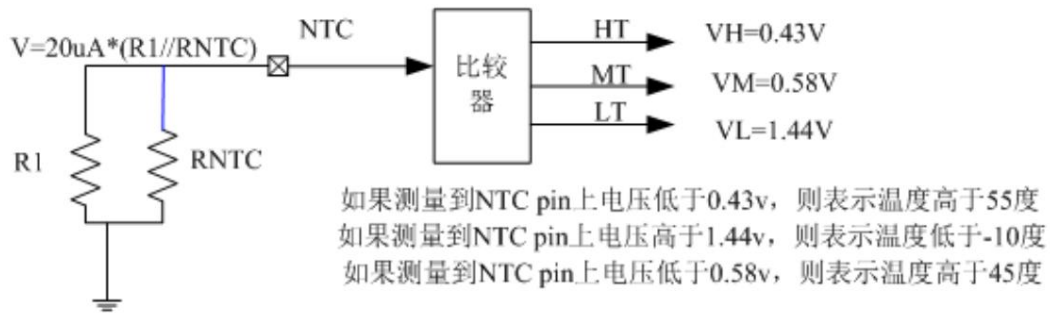 NTC
HT
VH=0.43V
V=20uA*(R1//RNTC)
比较
器
MT
VM=0.58V
LT
VL=1.44V
R1
RNTC
如果测量到NTC pin上电压低于0.43v，则表示温度高于55度
如果测量到NTC pin上电压高于1.44v，则表示温度低于-10度
如果测量到NTC pin上电压低于0.58v，则表示温度高于45度